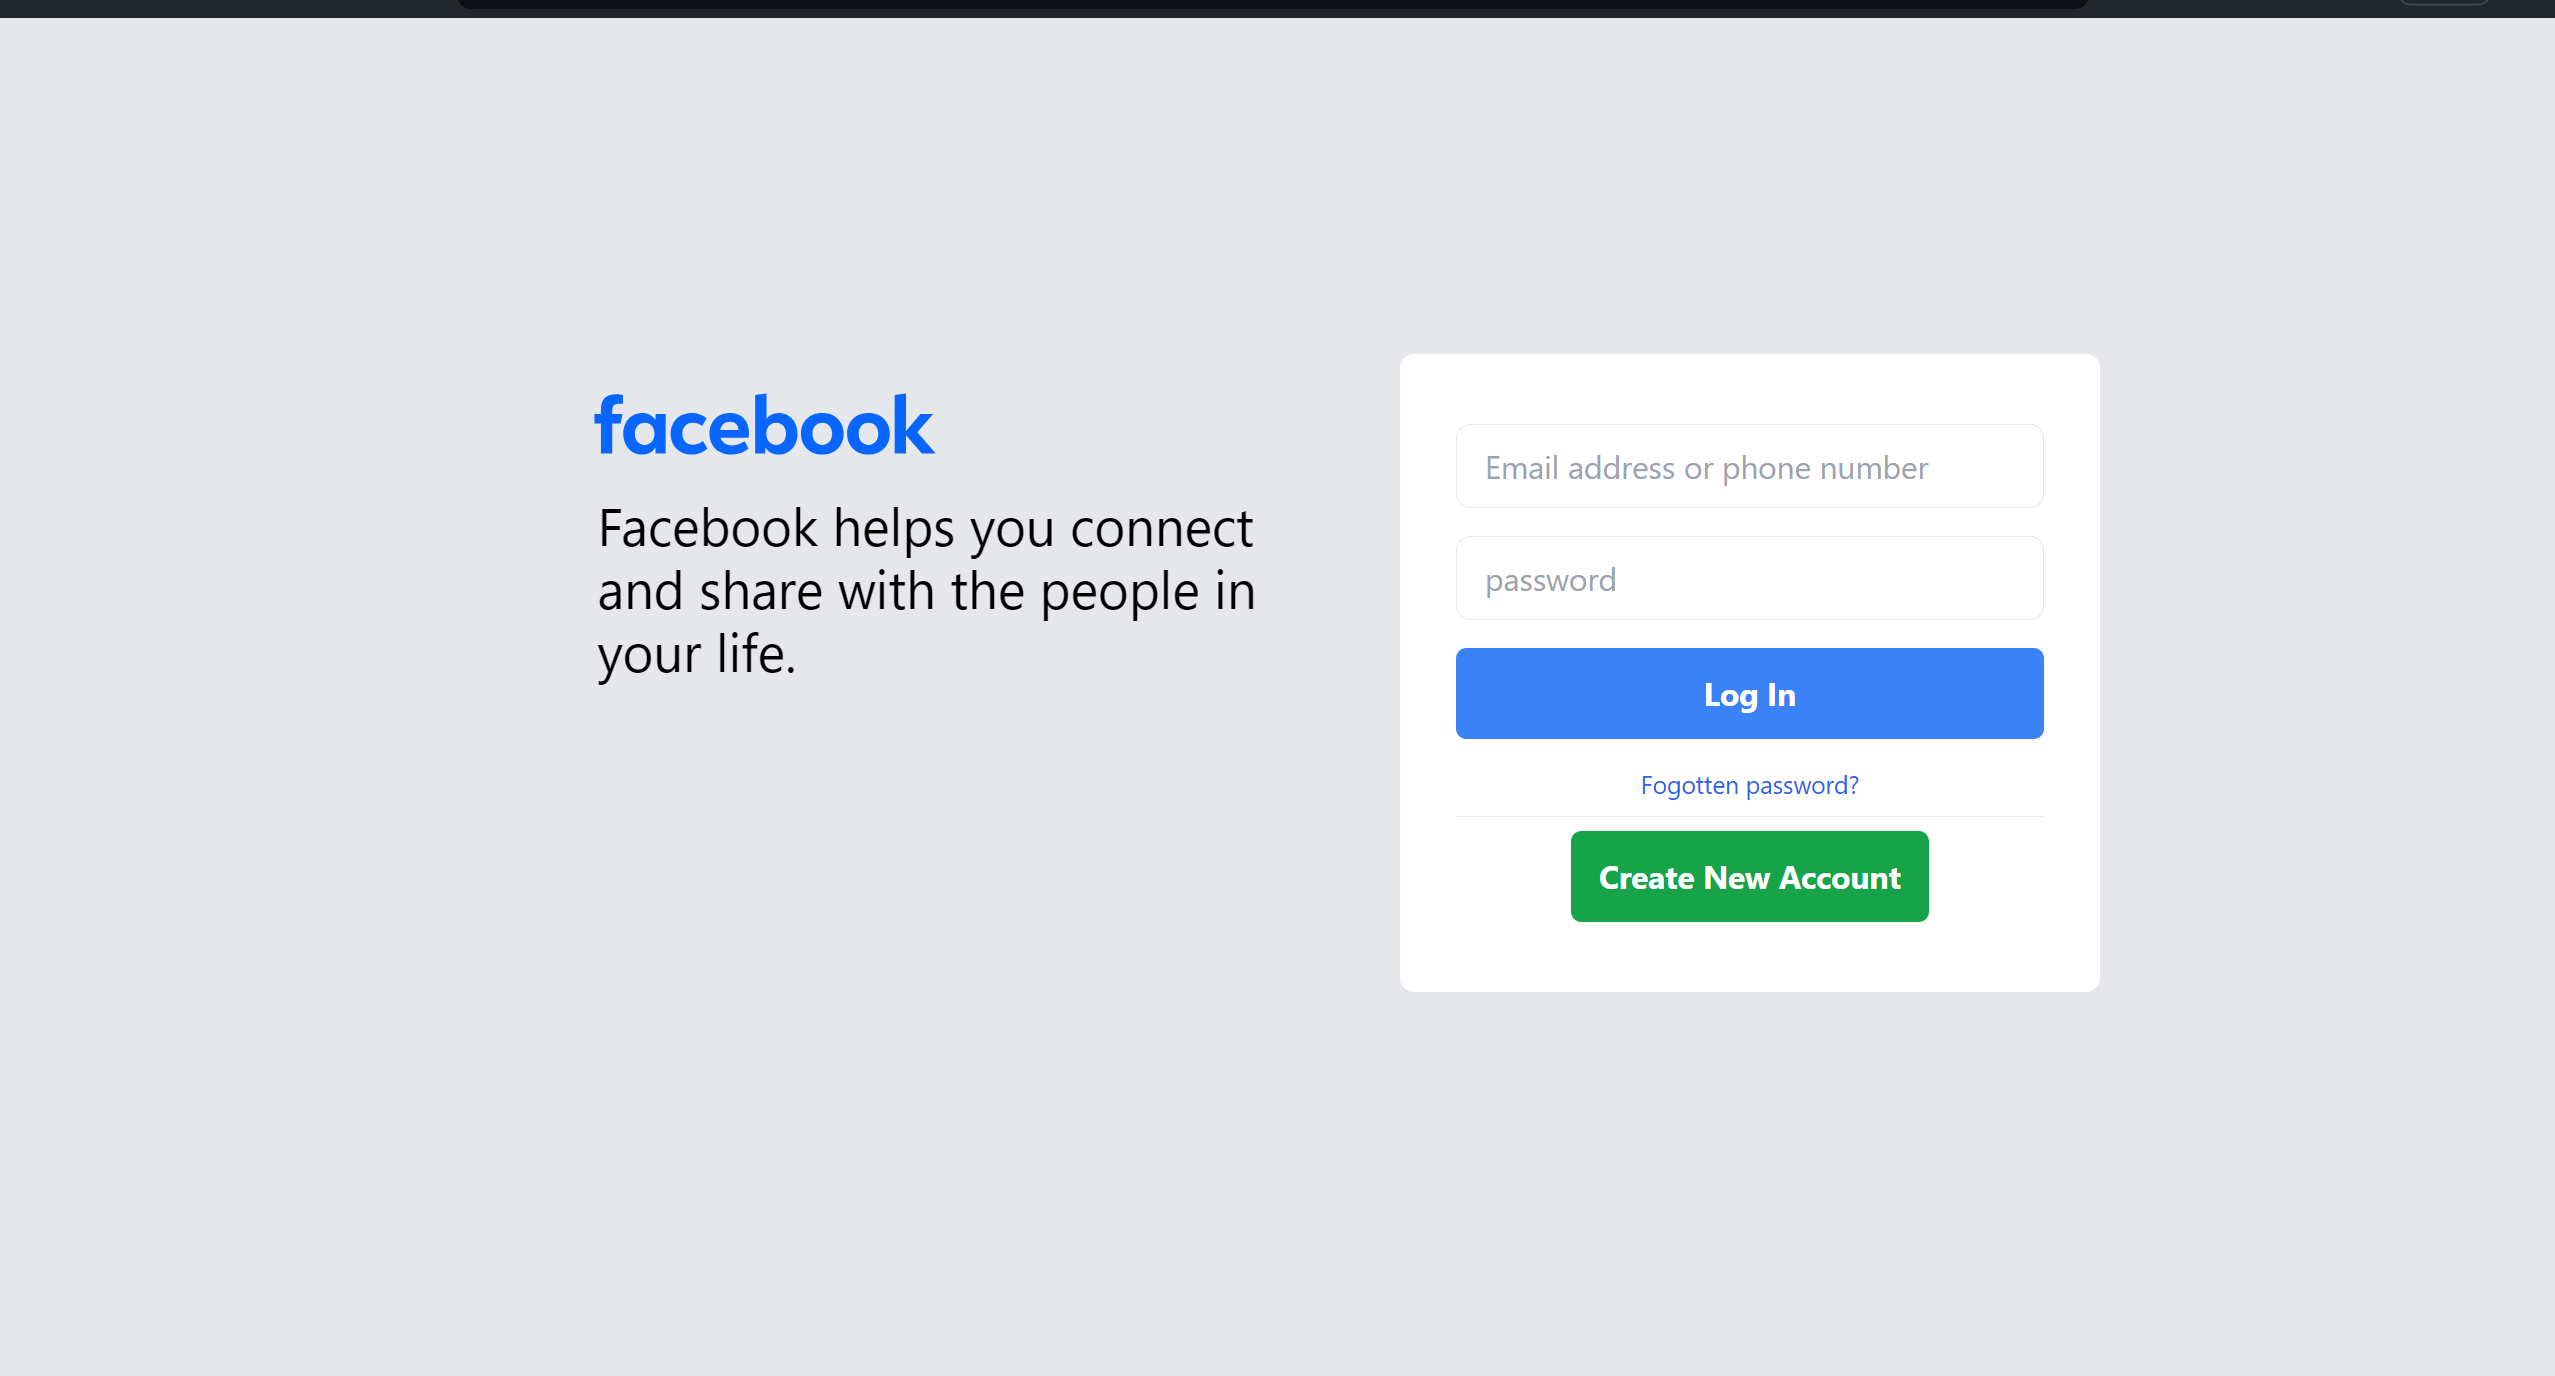 facebook
Facebook helps you connect
and share with the people in
your life.
Email address or phone number
password
Log In
Fogotten password?
Create New Account